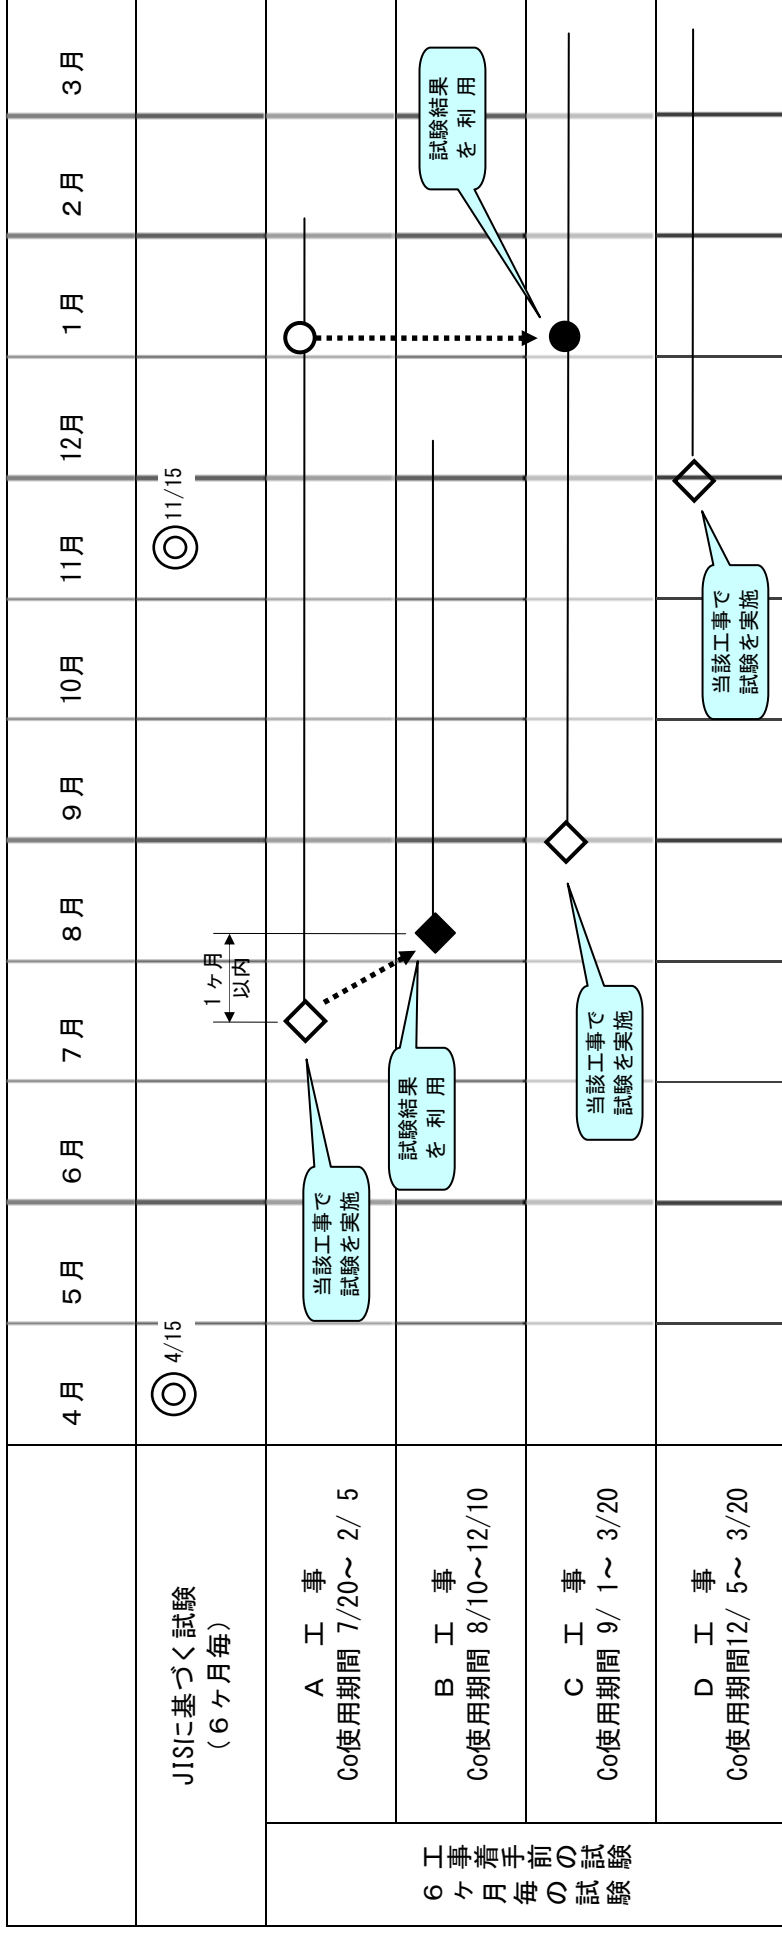 ４月
５月
６月
７月
８月
９月
10月
11月
12月
１月
２月
３月
JISに基づく試験
（６ヶ月毎）
4/15
11/15
工事着手前の試験
６ヶ月毎の試験
Ａ　工　事
Co使用期間 7/20～ 2/ 5
当該工事で
試験を実施
１ヶ月
以内
Ｂ　工　事
Co使用期間 8/10～12/10
試験結果
を 利 用
Ｃ　工　事
Co使用期間 9/ 1～ 3/20
当該工事で
試験を実施
試験結果
を 利 用
Ｄ　工　事
Co使用期間12/ 5～ 3/20
当該工事で
試験を実施